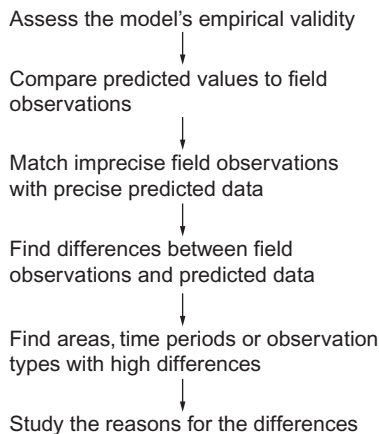 Assess the model’s empirical validity
Compare predicted values to field
observations
Match imprecise field observations
with precise predicted data
Find differences between field
observations and predicted data
Find areas, time periods or observation
types with high differences
Study the reasons for the differences